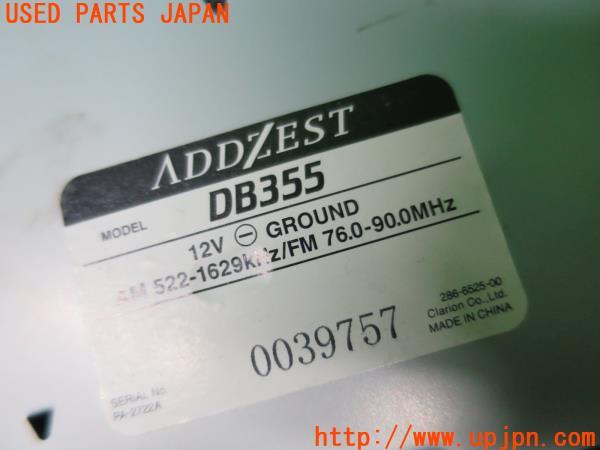 USED PARTS JAPAN
ADDZEST
MODEL DB355
12V ⊖ GROUND
AM 522-1629kHz/FM 76.0-90.0MHz
286-6525-00
Clarion Co., Ltd.
MADE IN CHINA
0039757
SERIAL No.
PA-2722A
http://www.upjpn.com